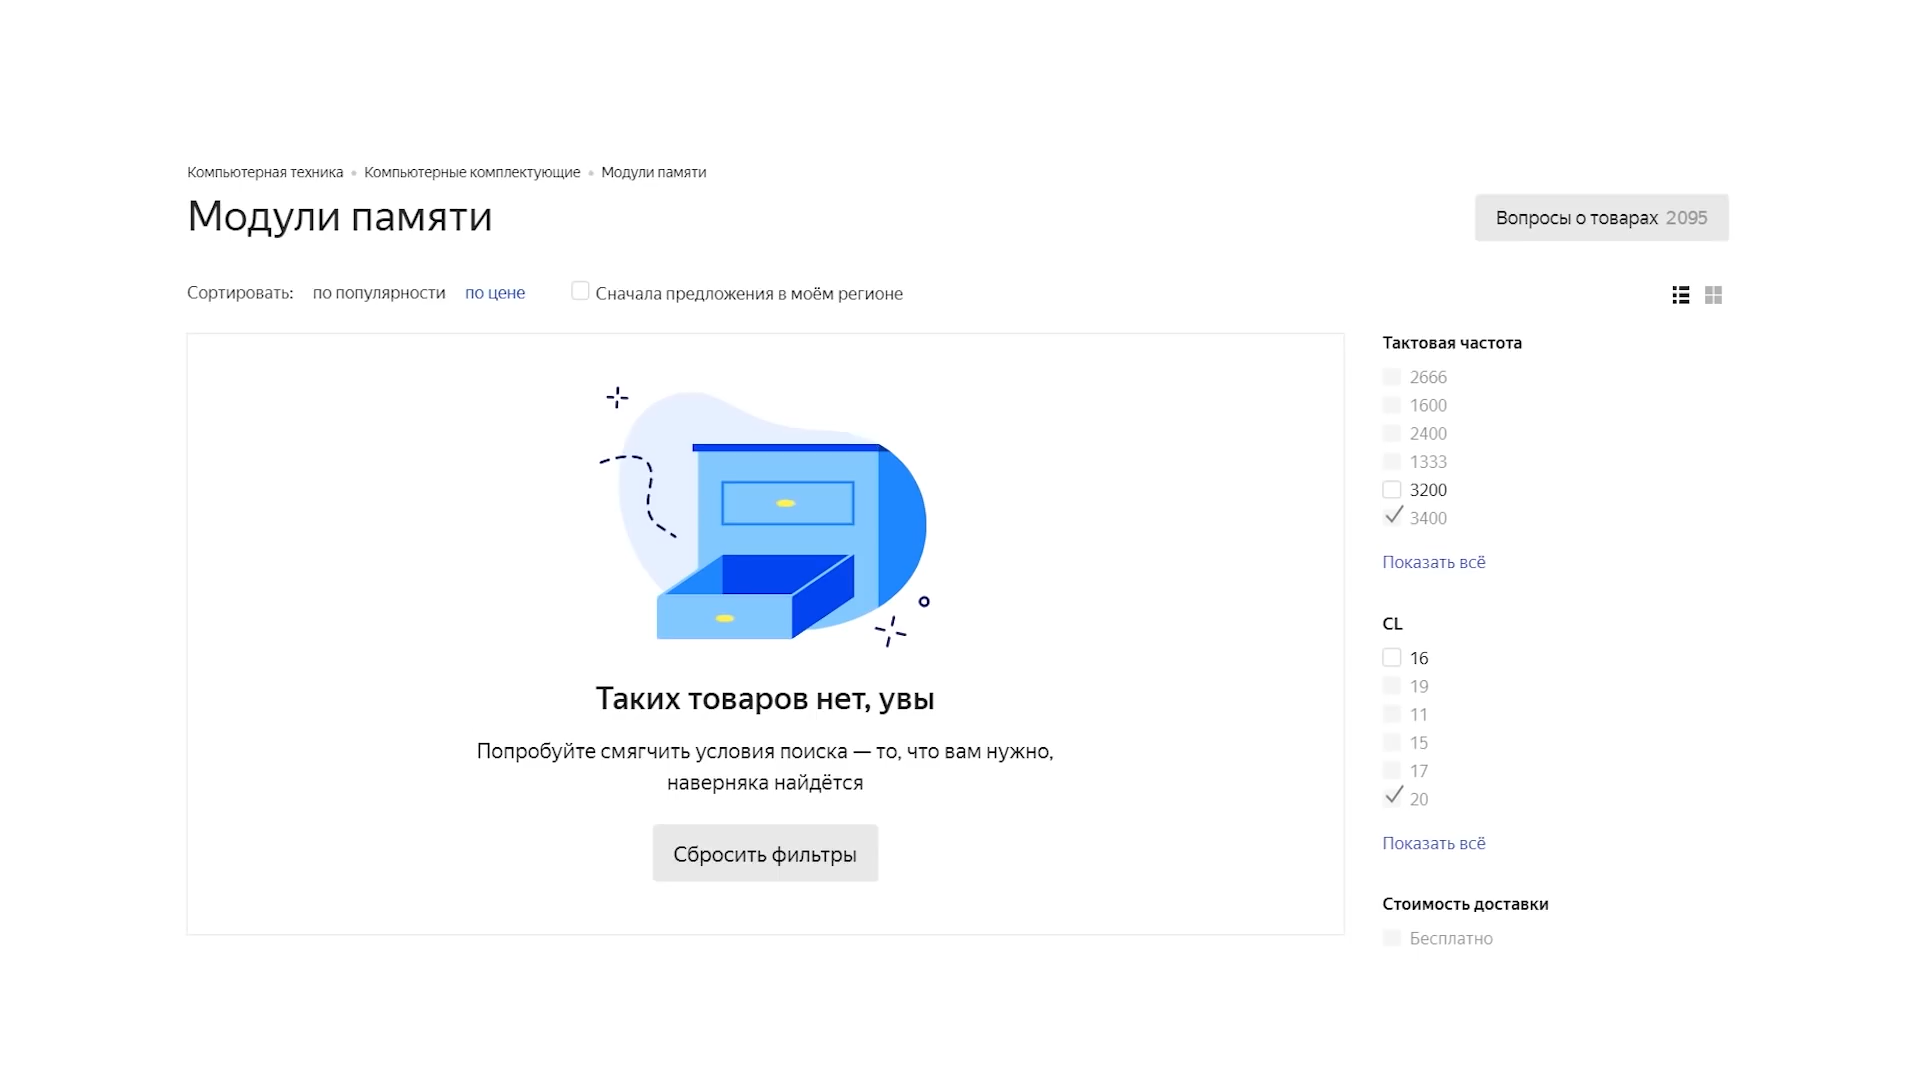 Компьютерная техника • Компьютерные комплектующие • Модули памяти
Модули памяти
Вопросы о товарах 2095
Сортировать: по популярности по цене Сначала предложения в моём регионе
Таких товаров нет, увы
Попробуйте смягчить условия поиска — то, что вам нужно,
наверняка найдётся
Сбросить фильтры
Тактовая частота
2666
1600
2400
1333
3200
3400
Показать всё
CL
16
19
11
15
17
20
Показать всё
Стоимость доставки
Бесплатно